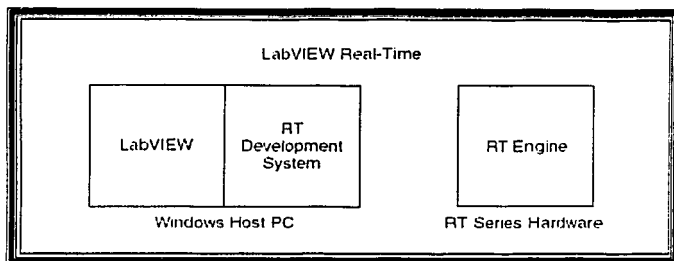 LabVIEW Real-Time
LabVIEW
RT
Development
System
RT Engine
Windows Host PC
RT Series Hardware